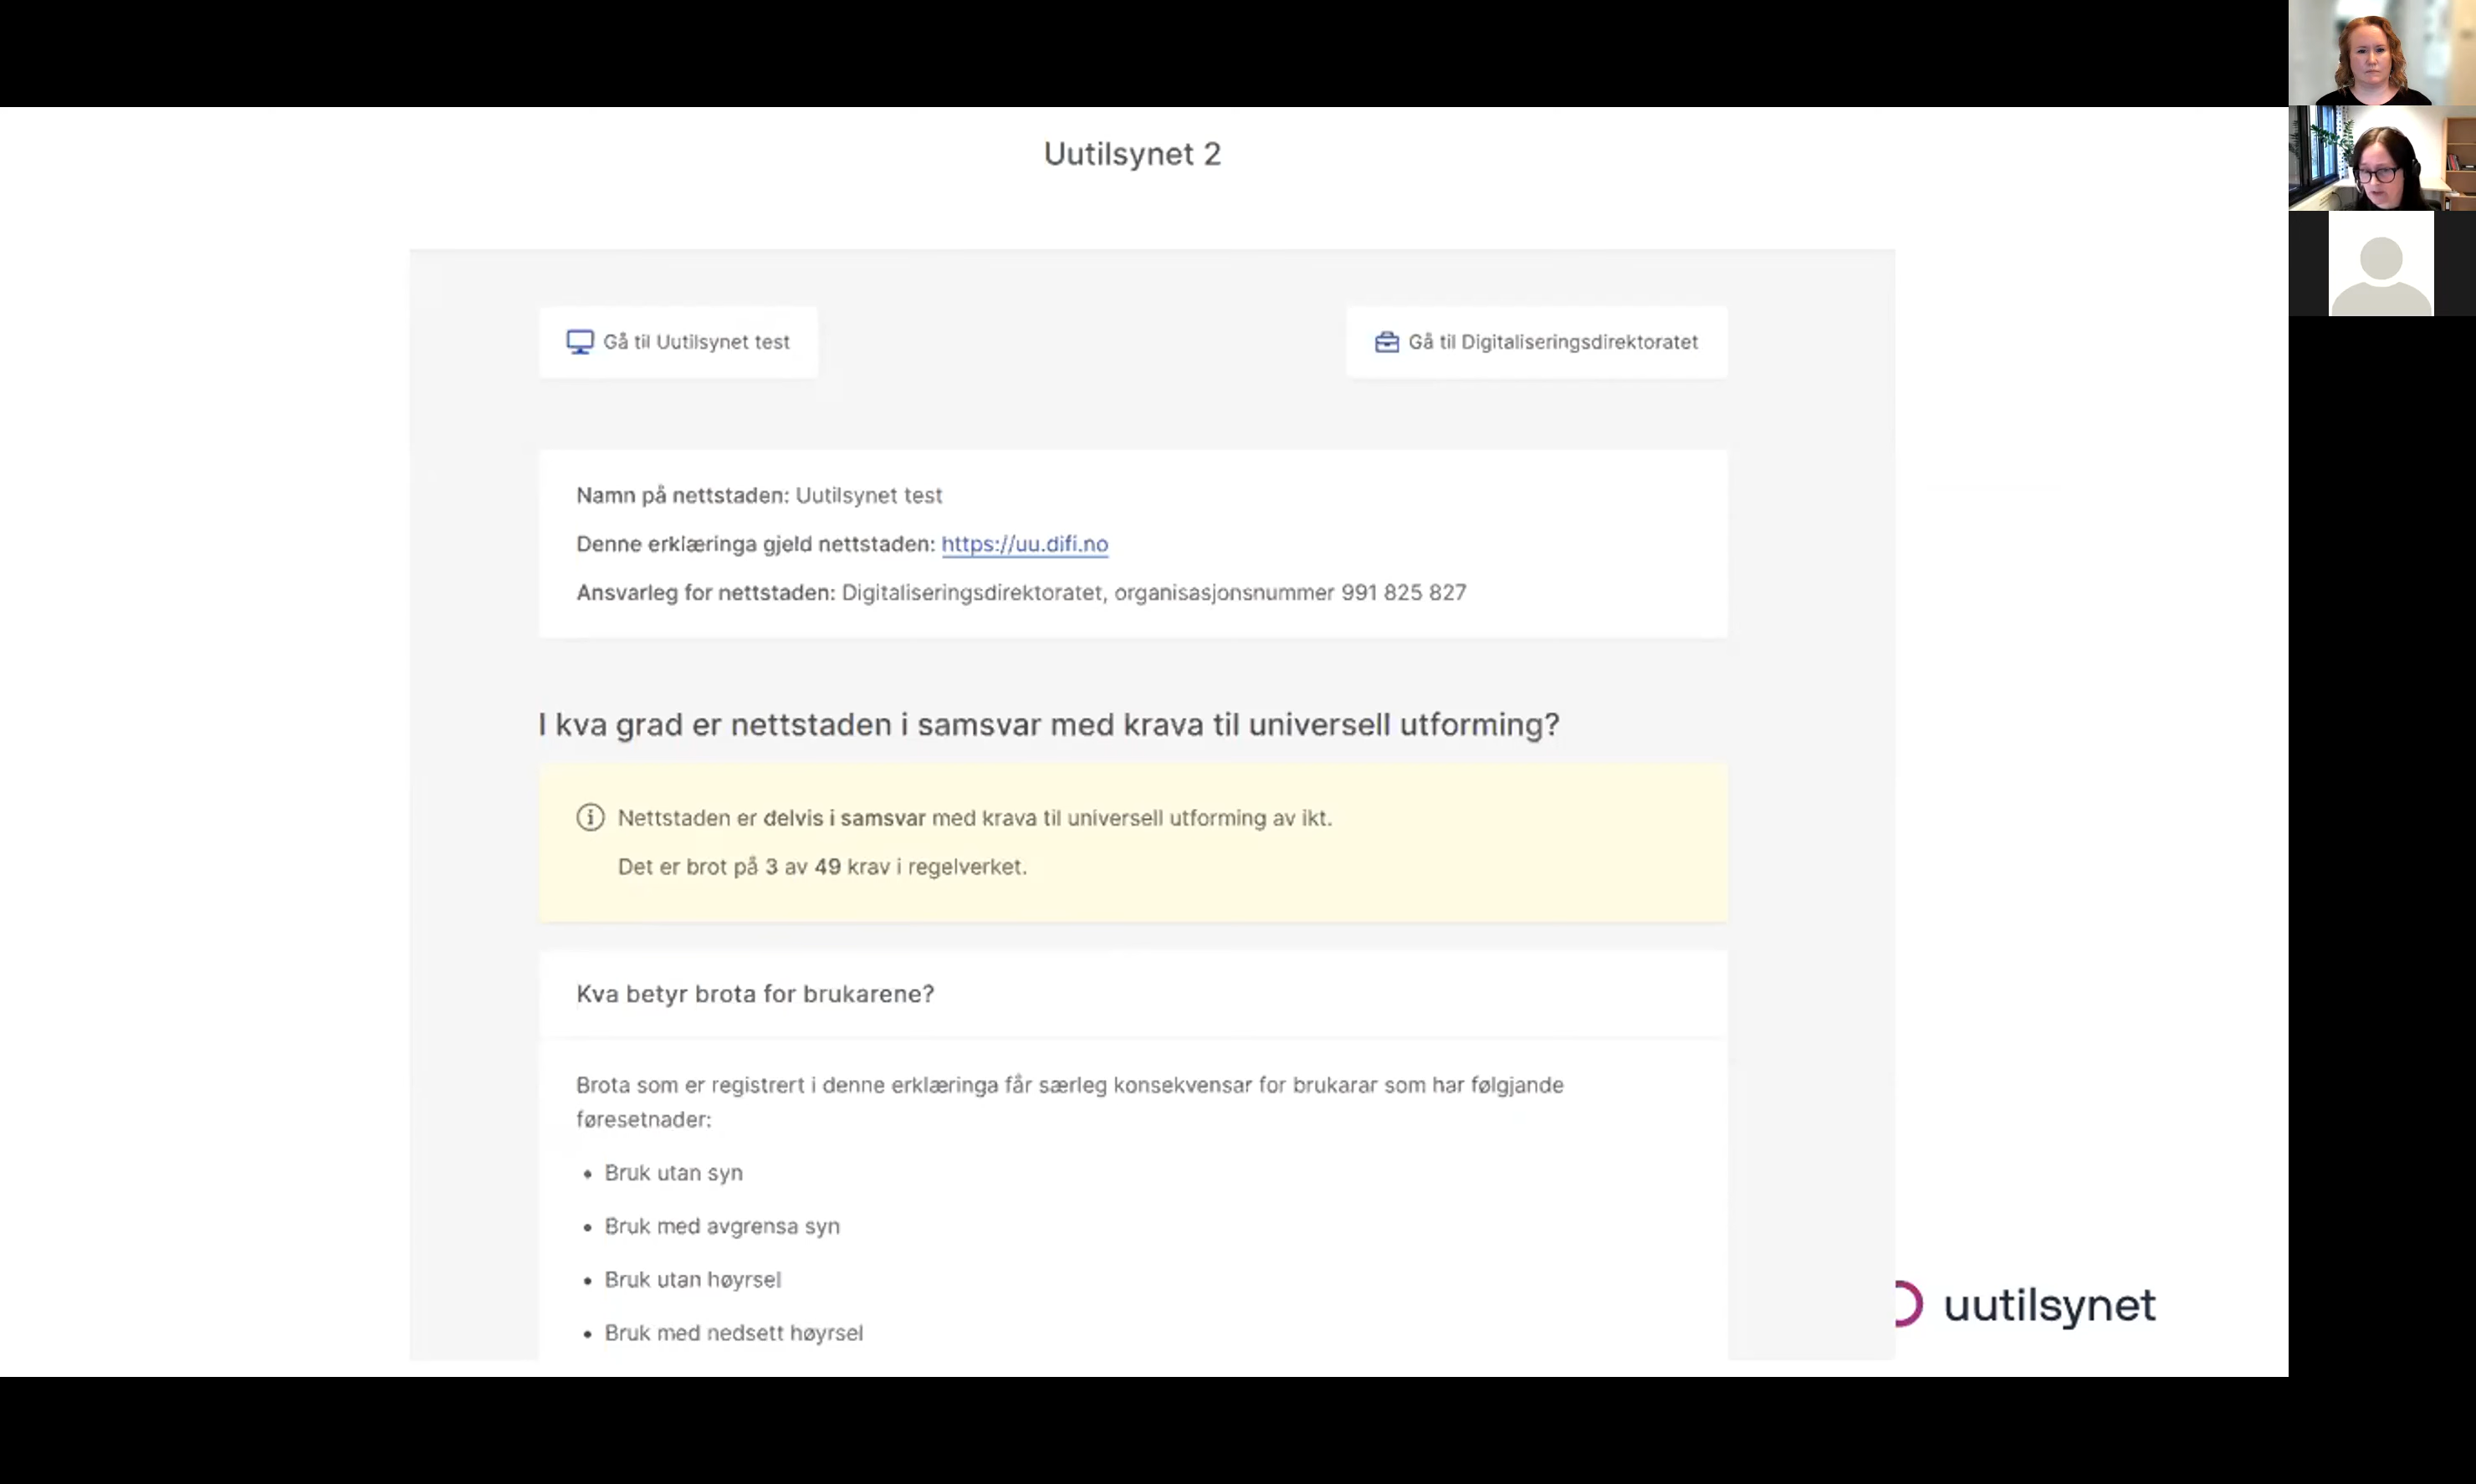 Uutilsynet 2
Gå til Uutilsynet test
Gå til Digitaliseringsdirektoratet
Namn på nettstaden: Uutilsynet test
Denne erklæringa gjeld nettstaden: https://uu.difi.no
Ansvarleg for nettstaden: Digitaliseringsdirektoratet, organisasjonsnummer 991 825 827
I kva grad er nettstaden i samsvar med krava til universell utforming?
Nettstaden er delvis i samsvar med krava til universell utforming av ikt.
Det er brot på 3 av 49 krav i regelverket.
Kva betyr brota for brukarene?
Brota som er registrert i denne erklæringa får særleg konsekvensar for brukarar som har følgjande
føresetnader:
• Bruk utan syn
• Bruk med avgrensa syn
• Bruk utan høyrsel
• Bruk med nedsett høyrsel
uutilsynet